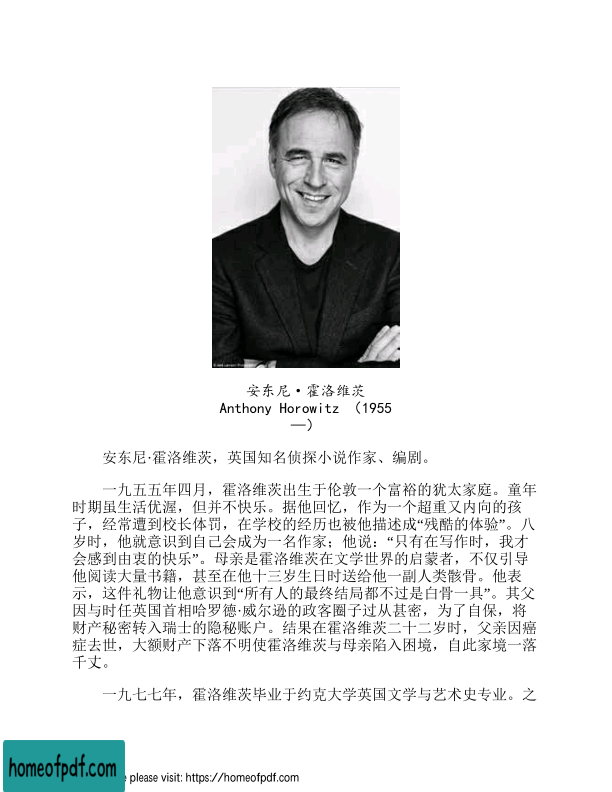 安东尼·霍洛维茨
Anthony Horowitz （1955
—）
安东尼·霍洛维茨，英国知名侦探小说作家、编剧。
一九五五年四月，霍洛维茨出生于伦敦一个富裕的犹太家庭。童年
时期虽生活优渥，但并不快乐。据他回忆，作为一个超重又内向的孩
子，经常遭到校长体罚，在学校的经历也被他描述成“残酷的体验”。八
岁时，他就意识到自己会成为一名作家；他说：“只有在写作时，我才
会感到由衷的快乐”。母亲是霍洛维茨在文学世界的启蒙者，不仅引导
他阅读大量书籍，甚至在他十三岁生日时送给他一副人类骸骨。他表
示，这件礼物让他意识到“所有人的最终结局都不过是白骨一具”。其父
因与时任英国首相哈罗德·威尔逊的政客圈子过从甚密，为了自保，将
财产秘密转入瑞士的隐秘账户。结果在霍洛维茨二十二岁时，父亲因癌
症去世，大额财产下落不明使霍洛维茨与母亲陷入困境，自此家境一落
千丈。
一九七七年，霍洛维茨毕业于约克大学英国文学与艺术史专业。之
homeofpdf.com
e please visit: https://homeofpdf.com